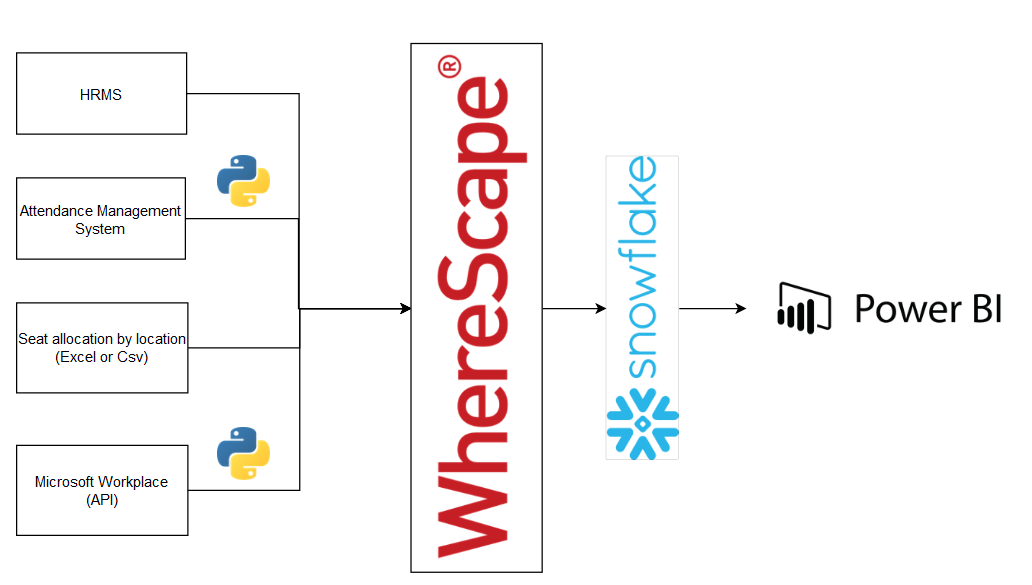 HRMS
Attendance Management
System
Seat allocation by location
(Excel or Csv)
Microsoft Workplace
(API)
WhereScape®
snowflake
Power BI